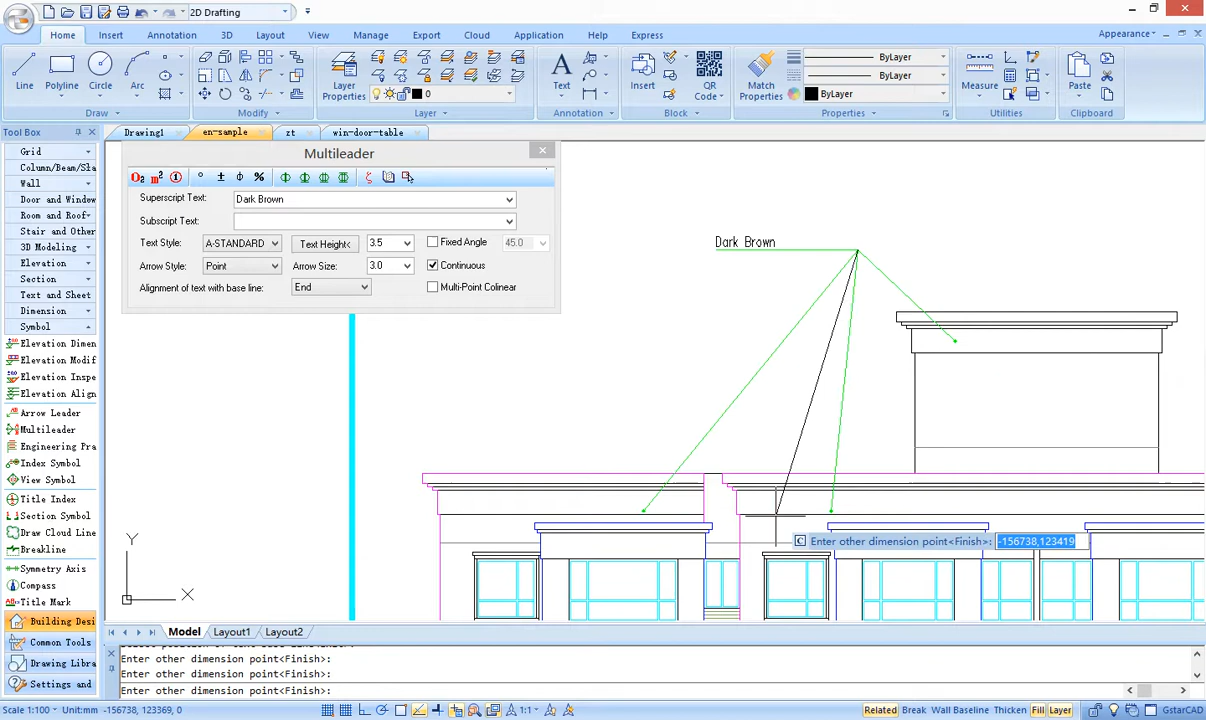 2D Drafting
Home Insert Annotation 3D Layout View Manage Export Cloud Application Help Express Appearance
Line Polyline Circle Arc Layer Properties 0 Text Insert QR Code Match Properties ByLayer ByLayer ByLayer Measure Paste
Draw Modify Layer Annotation Block Properties Utilities Clipboard
Tool Box Drawing1 en-sample zt win-door-table
Grid
Column/Beam/Sla
Wall
Door and Window
Room and Roof
Stair and Other
3D Modeling
Elevation
Section
Text and Sheet
Dimension
Symbol
Elevation Dimen
Elevation Modif
Elevation Inspe
Elevation Align
Arrow Leader
Multileader
Engineering Pra
Index Symbol
View Symbol
Title Index
Section Symbol
Draw Cloud Line
Breakline
Symmetry Axis
Compass
Title Mark
Building Desi
Common Tools
Drawing Libra
Settings and
Multileader
O2 m2 1 ° ± ϕ %
Superscript Text: Dark Brown
Subscript Text:
Text Style: A-STANDARD Text Height< 3.5 Fixed Angle 45.0
Arrow Style: Point Arrow Size: 3.0 Continuous
Alignment of text with base line: End Multi-Point Colinear
Dark Brown
Enter other dimension point<Finish>: -156738,123419
Y
X
Model Layout1 Layout2
Enter other dimension point<Finish>:
Enter other dimension point<Finish>:
Enter other dimension point<Finish>:
Scale 1:100 Unit:mm -156738, 123369, 0 1:1 Related Break Wall Baseline Thicken Fill Layer GstarCAD